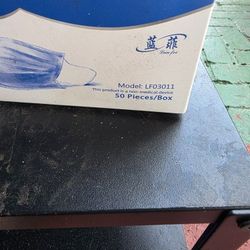 蓝 菲
Model: LF03011
This product is a non-medical device
50 Pieces/Box